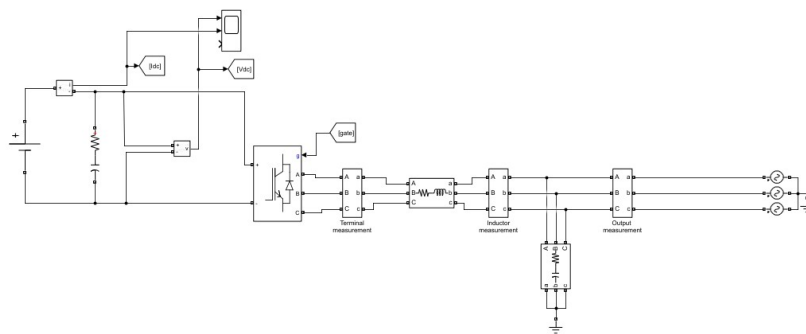 [Idc]
[Vdc]
+
i
-
+
+
-
v
[gate]
g
+
-
A
B
C
A a
B b
C c
Terminal
measurement
A a
B b
C c
A a
B b
C c
Inductor
measurement
A a
B b
C c
Output
measurement
A B C
a b c